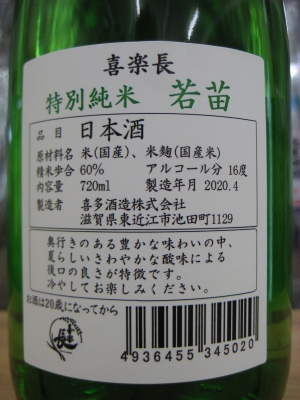 喜楽長
特別純米 若苗
品目 日本酒
原材料名 米(国産)、米麹(国産米)
精米歩合 60% アルコール分 16度
内容量 720ml 製造年月 2020.4
製造者 喜多酒造株式会社
滋賀県東近江市池田町1129
奥行きのある豊かな味わいの中、
夏らしいさわやかな酸味による
後口の良さが特徴です。
冷やしてお楽しみください。
お酒は20歳になってから
喜楽長
4 936455 345020